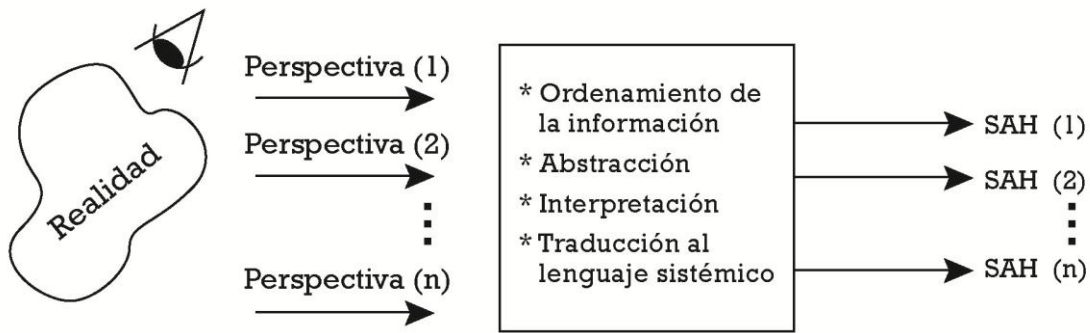 Realidad
Perspectiva (1)
Perspectiva (2)
Perspectiva (n)
* Ordenamiento de
la información
* Abstracción
* Interpretación
* Traducción al
lenguaje sistémico
SAH (1)
SAH (2)
SAH (n)